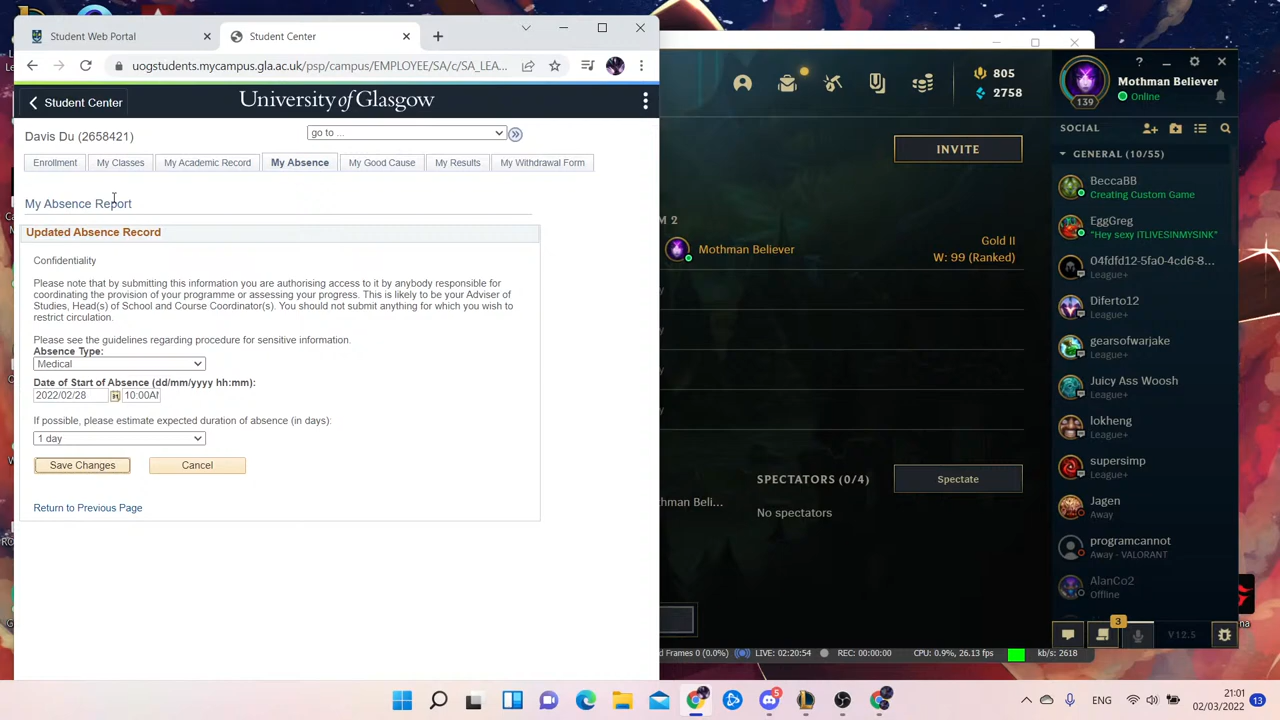 Student Web Portal
Student Center
uogstudents.mycampus.gla.ac.uk/psp/campus/EMPLOYEE/SA/c/SA_LEA...
Student Center
University of Glasgow
Davis Du (2658421)
go to ...
Enrollment
My Classes
My Academic Record
My Absence
My Good Cause
My Results
My Withdrawal Form
My Absence Report
Updated Absence Record
Confidentiality
Please note that by submitting this information you are authorising access to it by anybody responsible for
coordinating the provision of your programme or assessing your progress. This is likely to be your Adviser of
Studies, Head(s) of School and Course Coordinator(s). You should not submit anything for which you wish to
restrict circulation.
Please see the guidelines regarding procedure for sensitive information.
Absence Type:
Medical
Date of Start of Absence (dd/mm/yyyy hh:mm):
2022/02/28
10:00AM
If possible, please estimate expected duration of absence (in days):
1 day
Save Changes
Cancel
Return to Previous Page
805
2758
139
Mothman Believer
Online
INVITE
M 2
Mothman Believer
Gold II
W: 99 (Ranked)
SPECTATORS (0/4)
Spectate
hman Beli...
No spectators
SOCIAL
GENERAL (10/55)
BeccaBB
Creating Custom Game
EggGreg
"Hey sexy ITLIVESINMYSINK"
04fdfd12-5fa0-4cd6-8...
League+
Diferto12
League+
gearsofwarjake
League+
Juicy Ass Woosh
League+
lokheng
League+
supersimp
League+
Jagen
Away
programcannot
Away - VALORANT
AlanCo2
Offline
3
V12.5
d Frames 0 (0.0%)
LIVE: 02:20:54
REC: 00:00:00
CPU: 0.9%, 26.13 fps
kb/s: 2618
5
ENG
21:01
02/03/2022
13